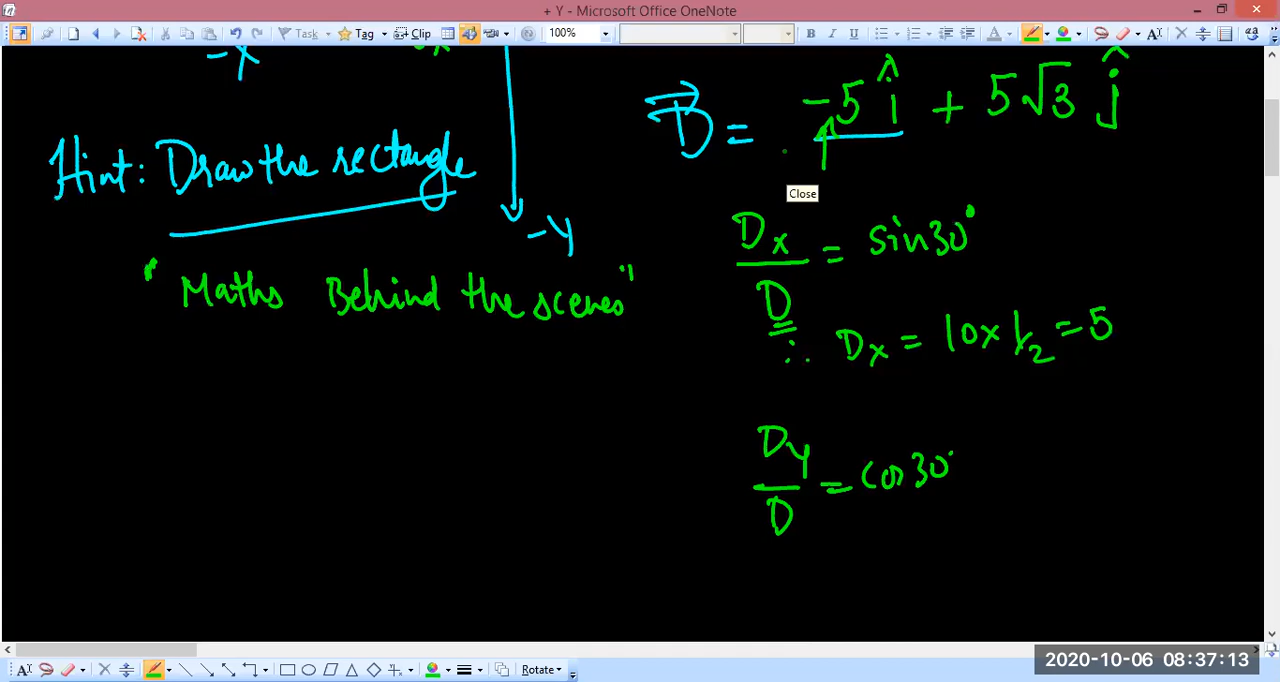 + Y - Microsoft Office OneNote
Task Tag Clip 100% B I U A
-X
D = -5 i + 5√3 j
Hint: Draw the rectangle
-Y
Close
"Maths Behind the scenes"
Dx/D = sin30°
∴ Dx = 10 x 1/2 = 5
Dy/D = cos30°
Rotate
2020-10-06 08:37:13